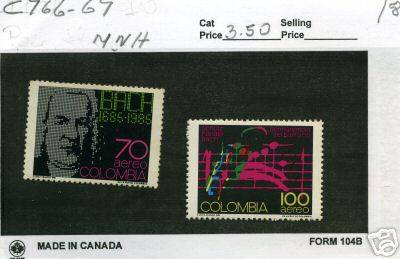 C766-67
MNH
Cat Price 3.50 Selling Price
BACH
1685-1985
70
aereo
COLOMBIA
100
COLOMBIA aereo
MADE IN CANADA FORM 104B